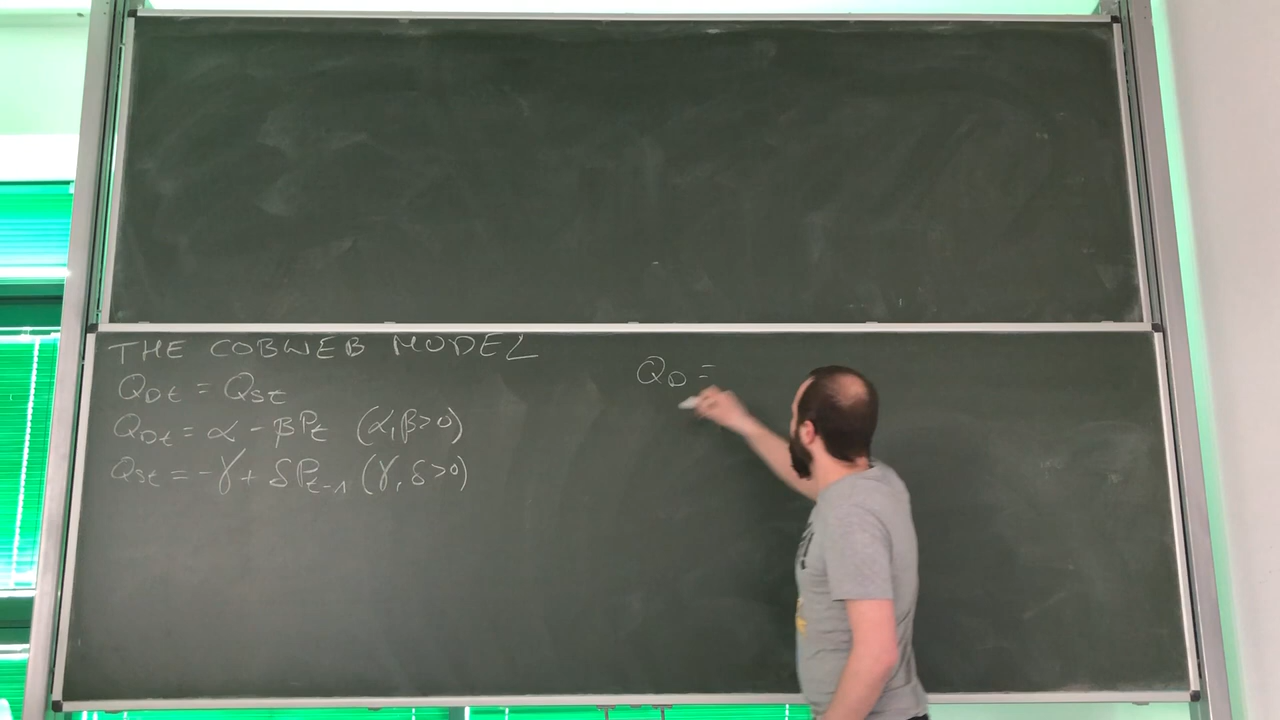 THE COBWEB MODEL
Q_Dt = Q_St
Q_Dt = α - βP_t (α, β > 0)
Q_St = -γ + δP_t-1 (γ, δ > 0)
Q_D =